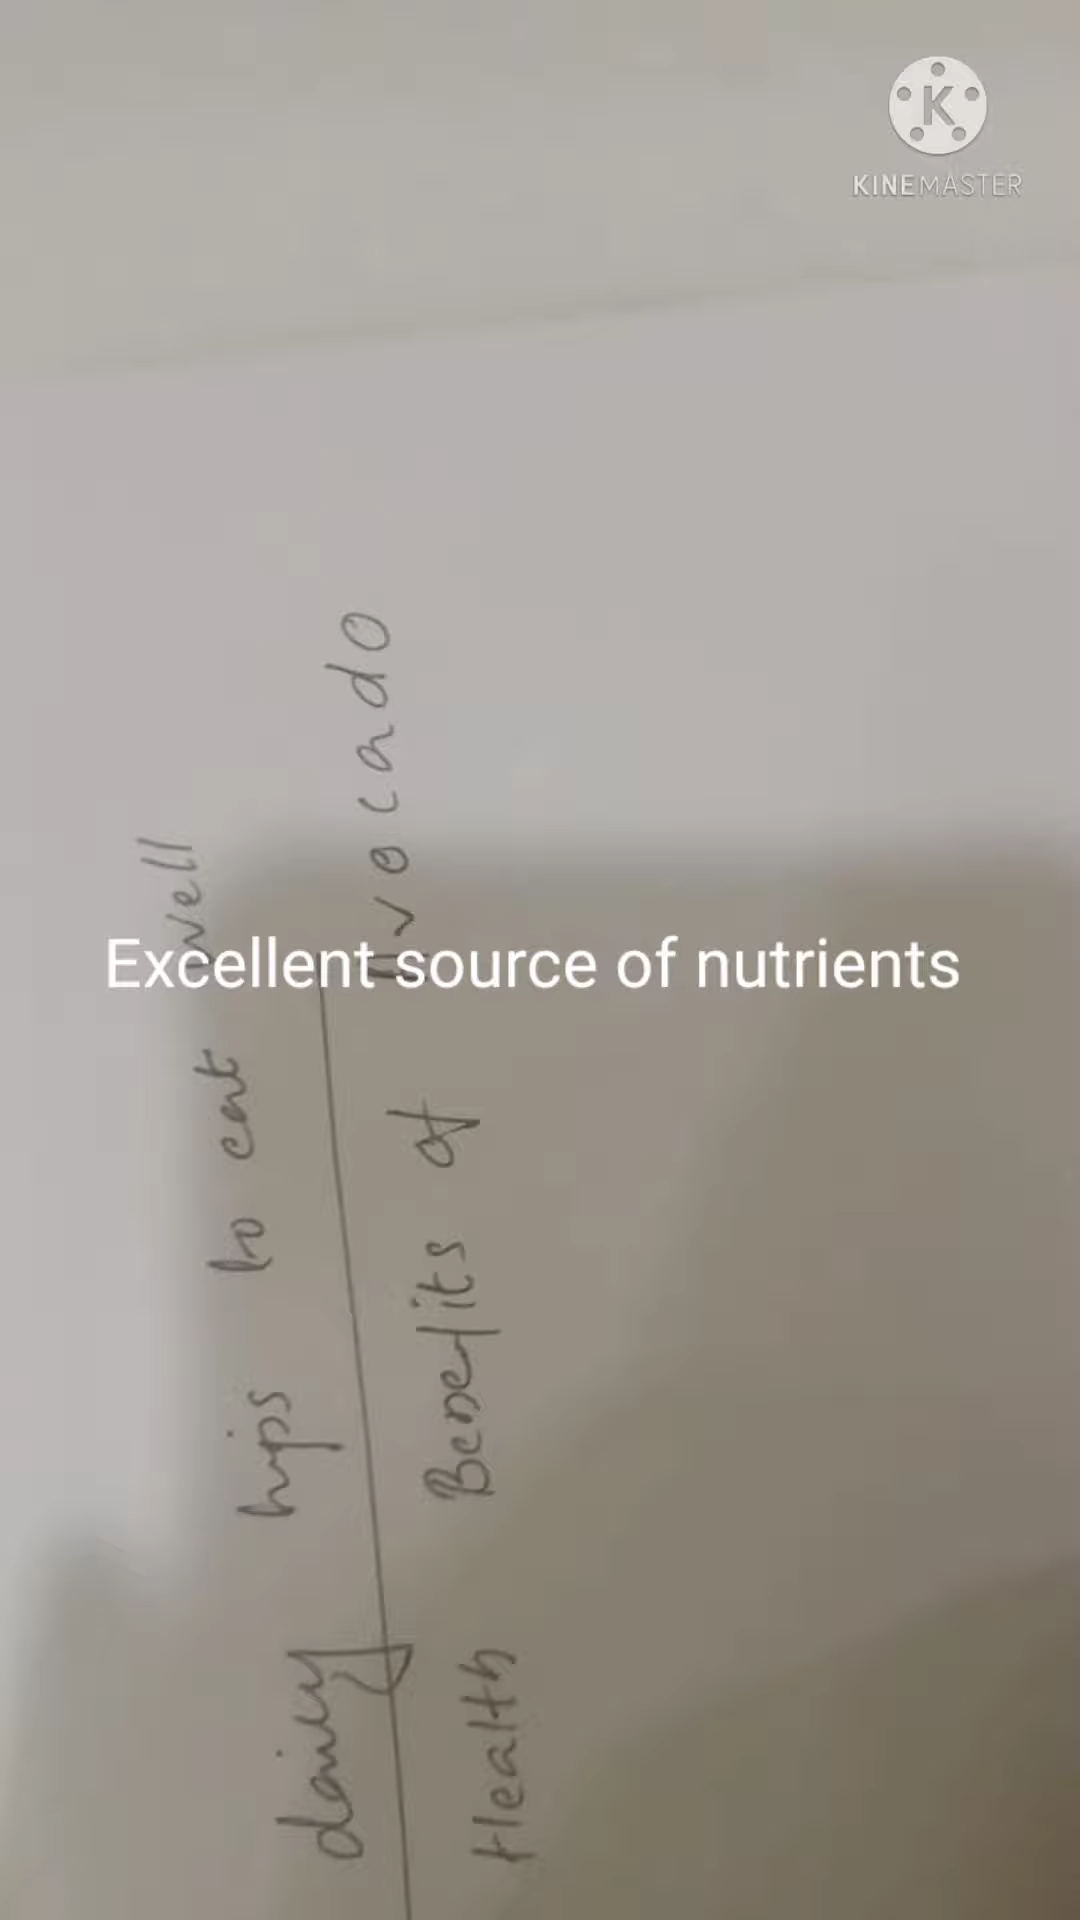 KINEMASTER
Excellent source of nutrients
daily tips to eat well
Health Benefits of Avocado